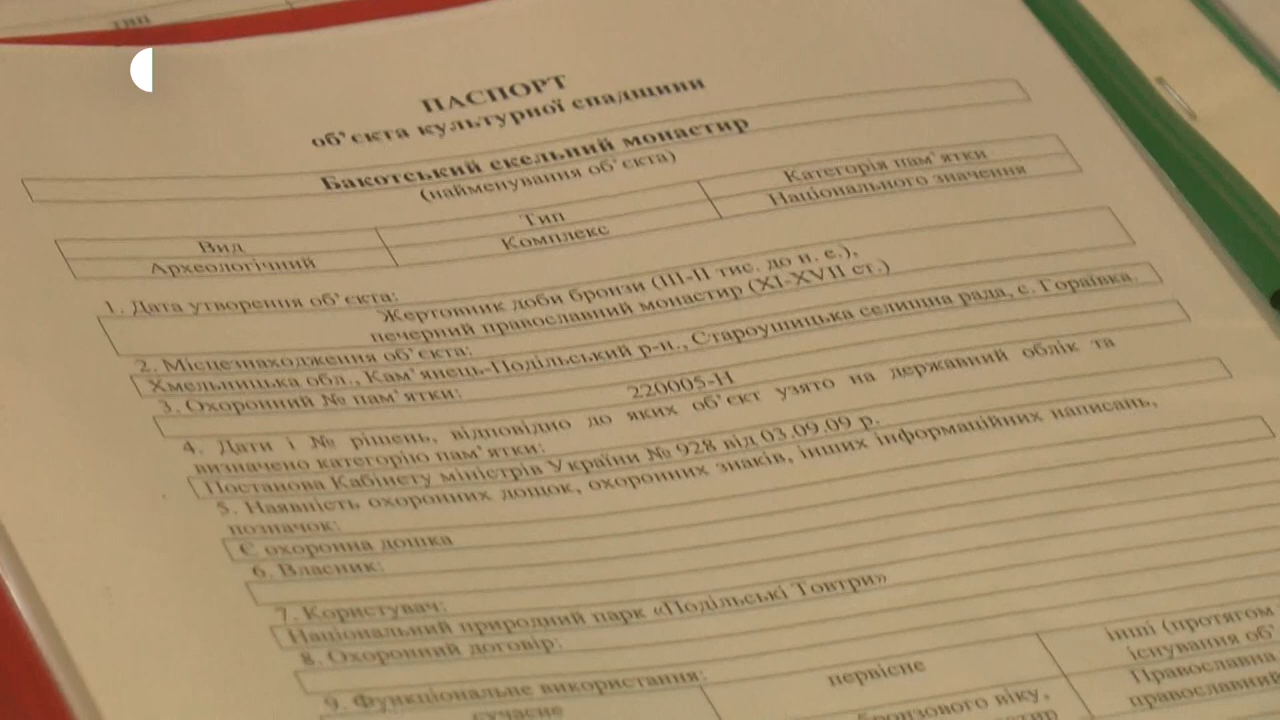 ПАСПОРТ
об'єкта культурної спадщини
Бакотський скельний монастир
(найменування об'єкта)
Вид Тип Категорія пам'ятки
Археологічний Комплекс Національного значення
1. Дата утворення об'єкта:
Жертовник доби бронзи (III-II тис. до н. е.),
печерний православний монастир (XI-XVII ст.)
2. Місцезнаходження об'єкта:
Хмельницька обл., Кам'янець-Подільський р-н., Староушицька селищна рада, с. Гораївка.
3. Охоронний № пам'ятки: 220005-Н
4. Дати і № рішень, відповідно до яких об'єкт узято на державний облік та
визначено категорію пам'ятки:
Постанова Кабінету міністрів України № 928 від 03.09.09 р.
5. Наявність охоронних дощок, охоронних знаків, інших інформаційних написань,
позначок:
Є охоронна дошка
6. Власник:
7. Користувач:
Національний природний парк «Подільські Товтри»
8. Охоронний договір:
9. Функціональне використання:
сучасне первісне інші (протягом
існування об'
бронзового віку, Православна
православний